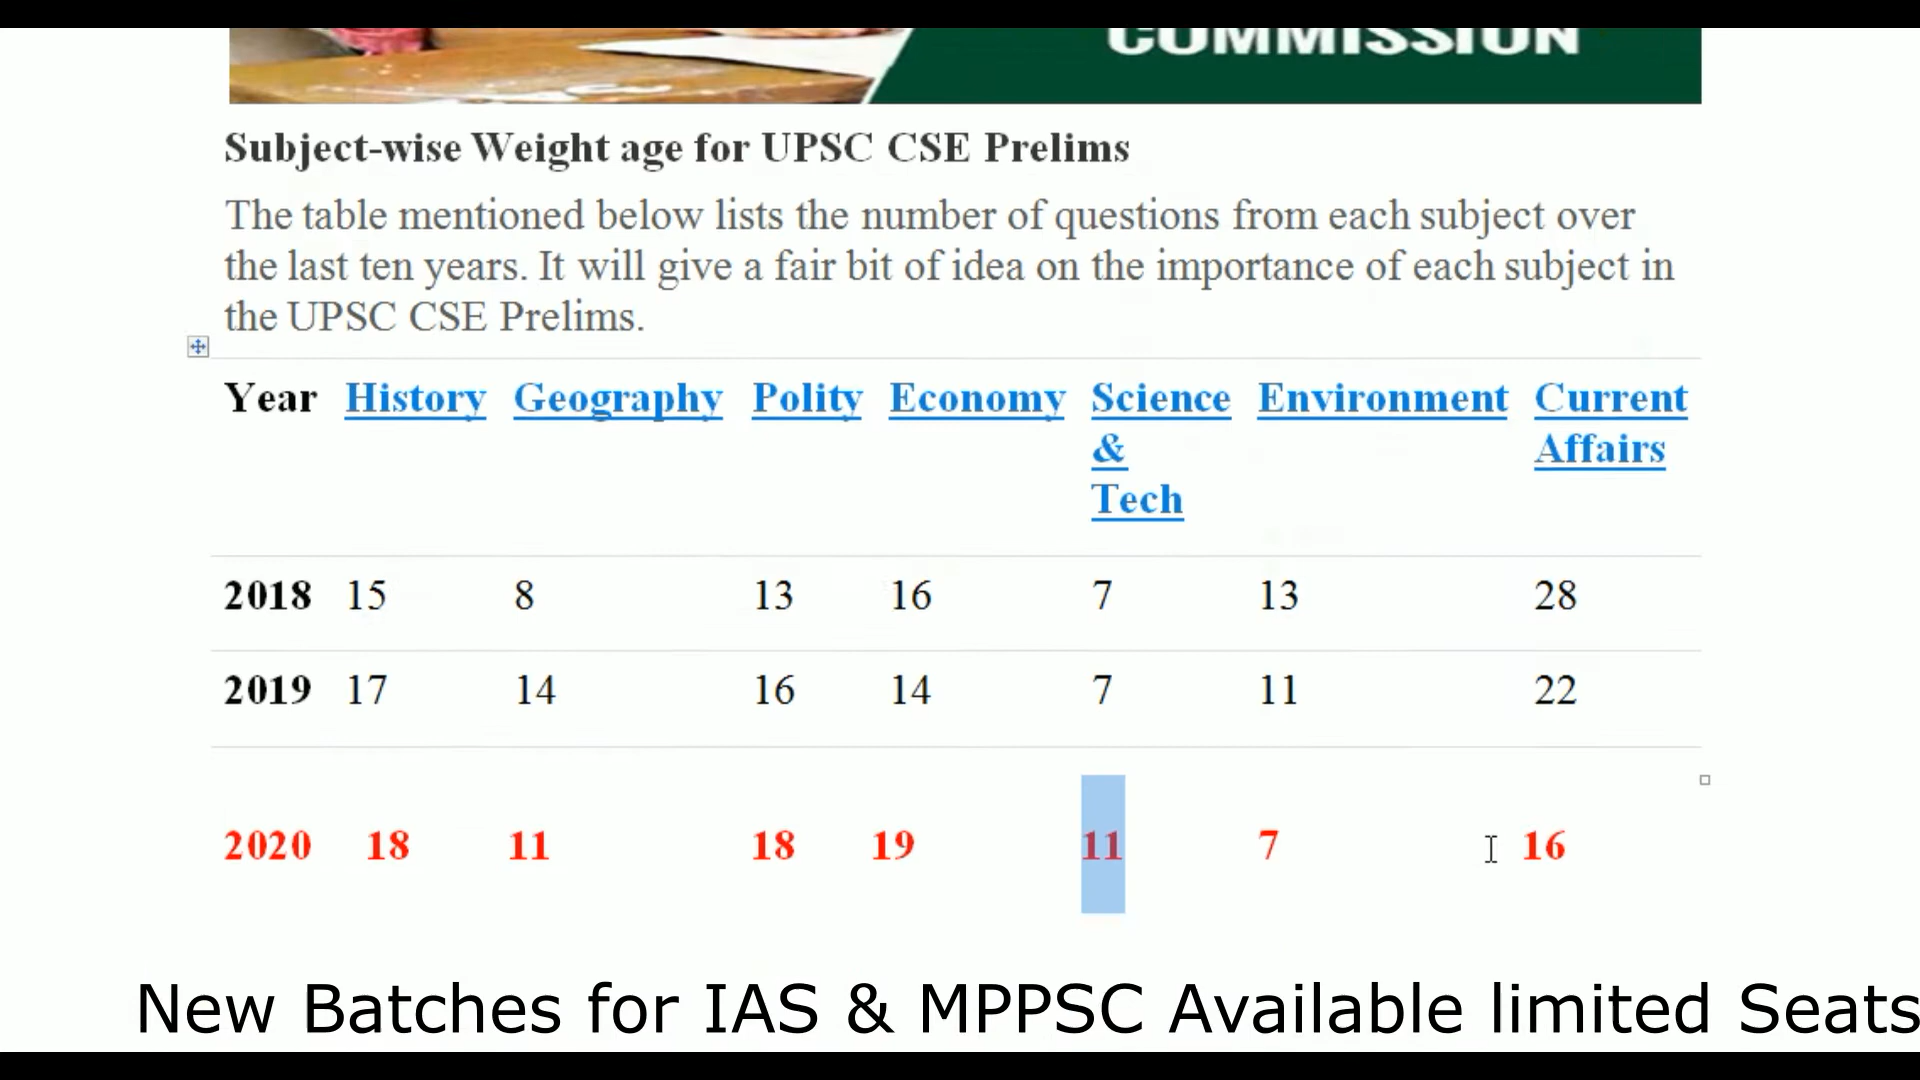 COMMISSION
Subject-wise Weight age for UPSC CSE Prelims
The table mentioned below lists the number of questions from each subject over
the last ten years. It will give a fair bit of idea on the importance of each subject in
the UPSC CSE Prelims.
Year History Geography Polity Economy Science & Tech Environment Current Affairs
2018 15 8 13 16 7 13 28
2019 17 14 16 14 7 11 22
2020 18 11 18 19 11 7 16
New Batches for IAS & MPPSC Available limited Seats